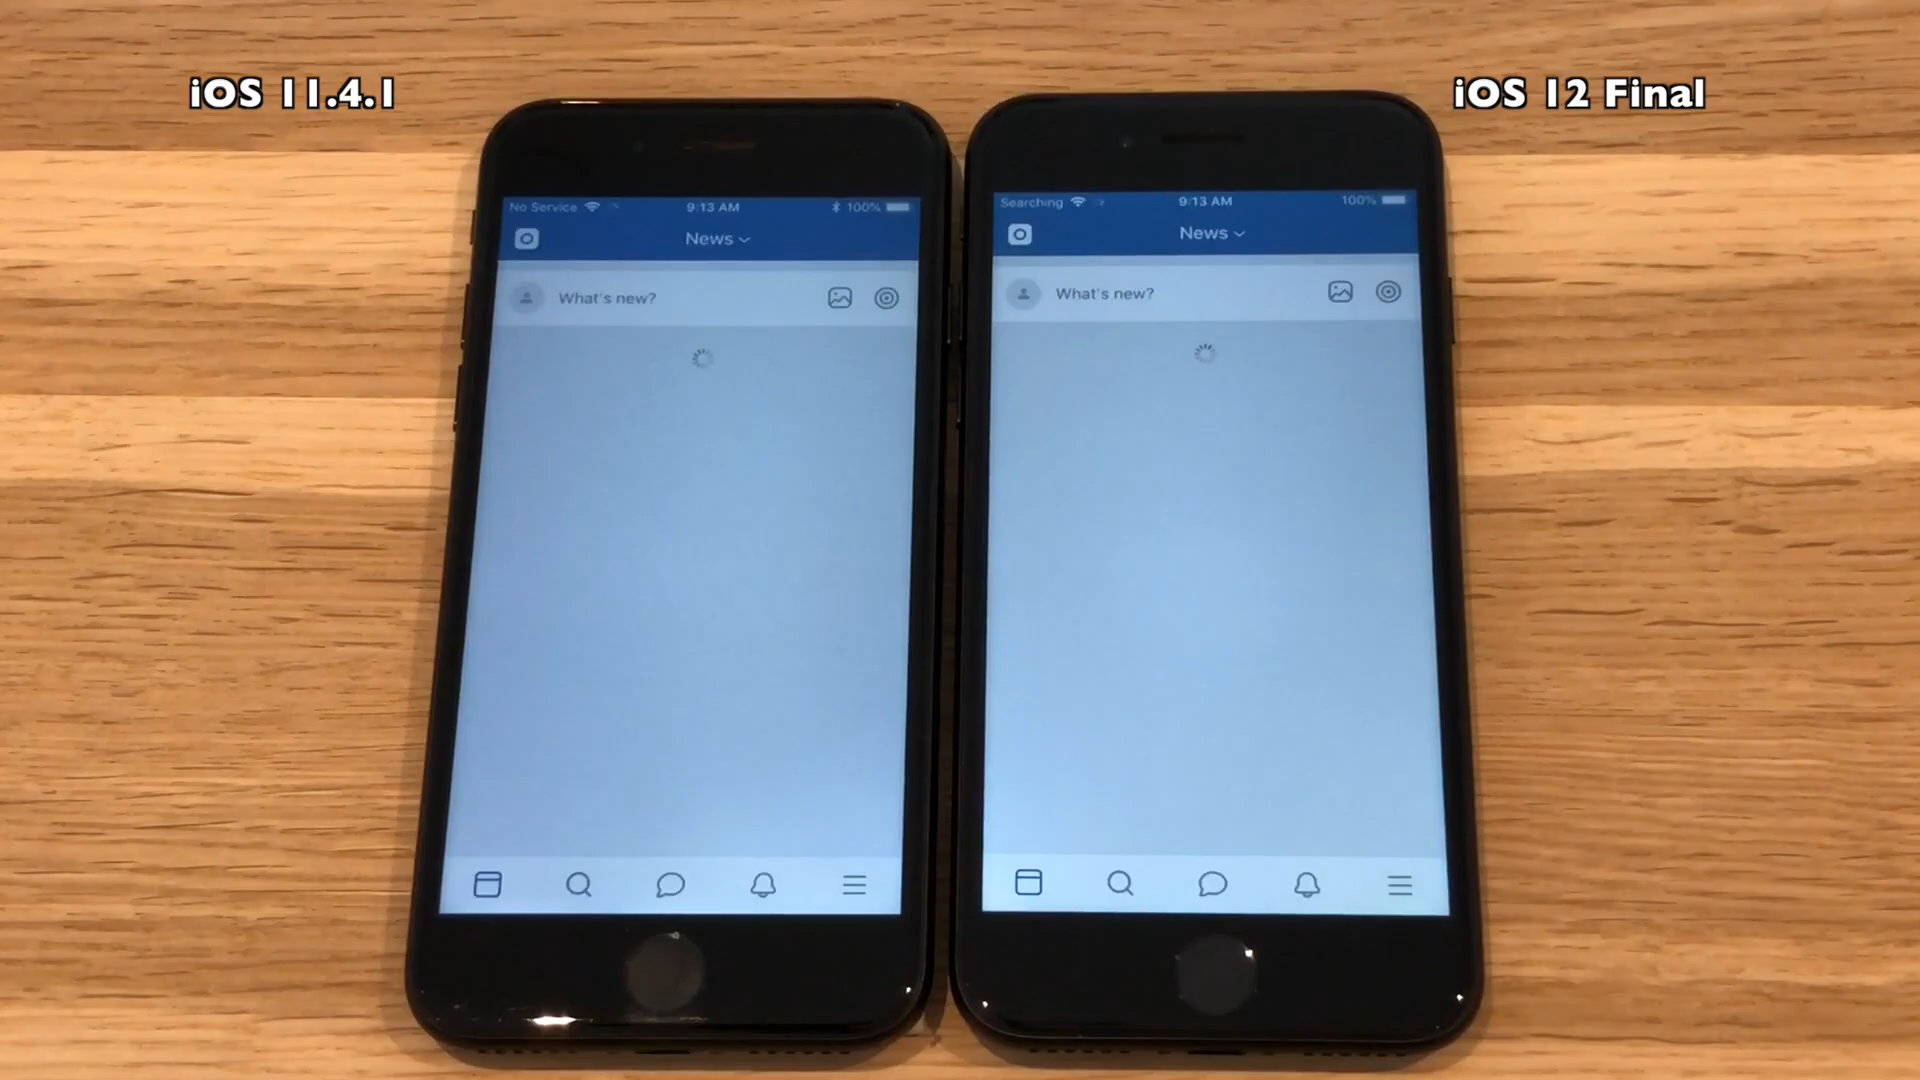 iOS 11.4.1
iOS 12 Final
No Service
9:13 AM
100%
News
What's new?
Searching
9:13 AM
100%
News
What's new?